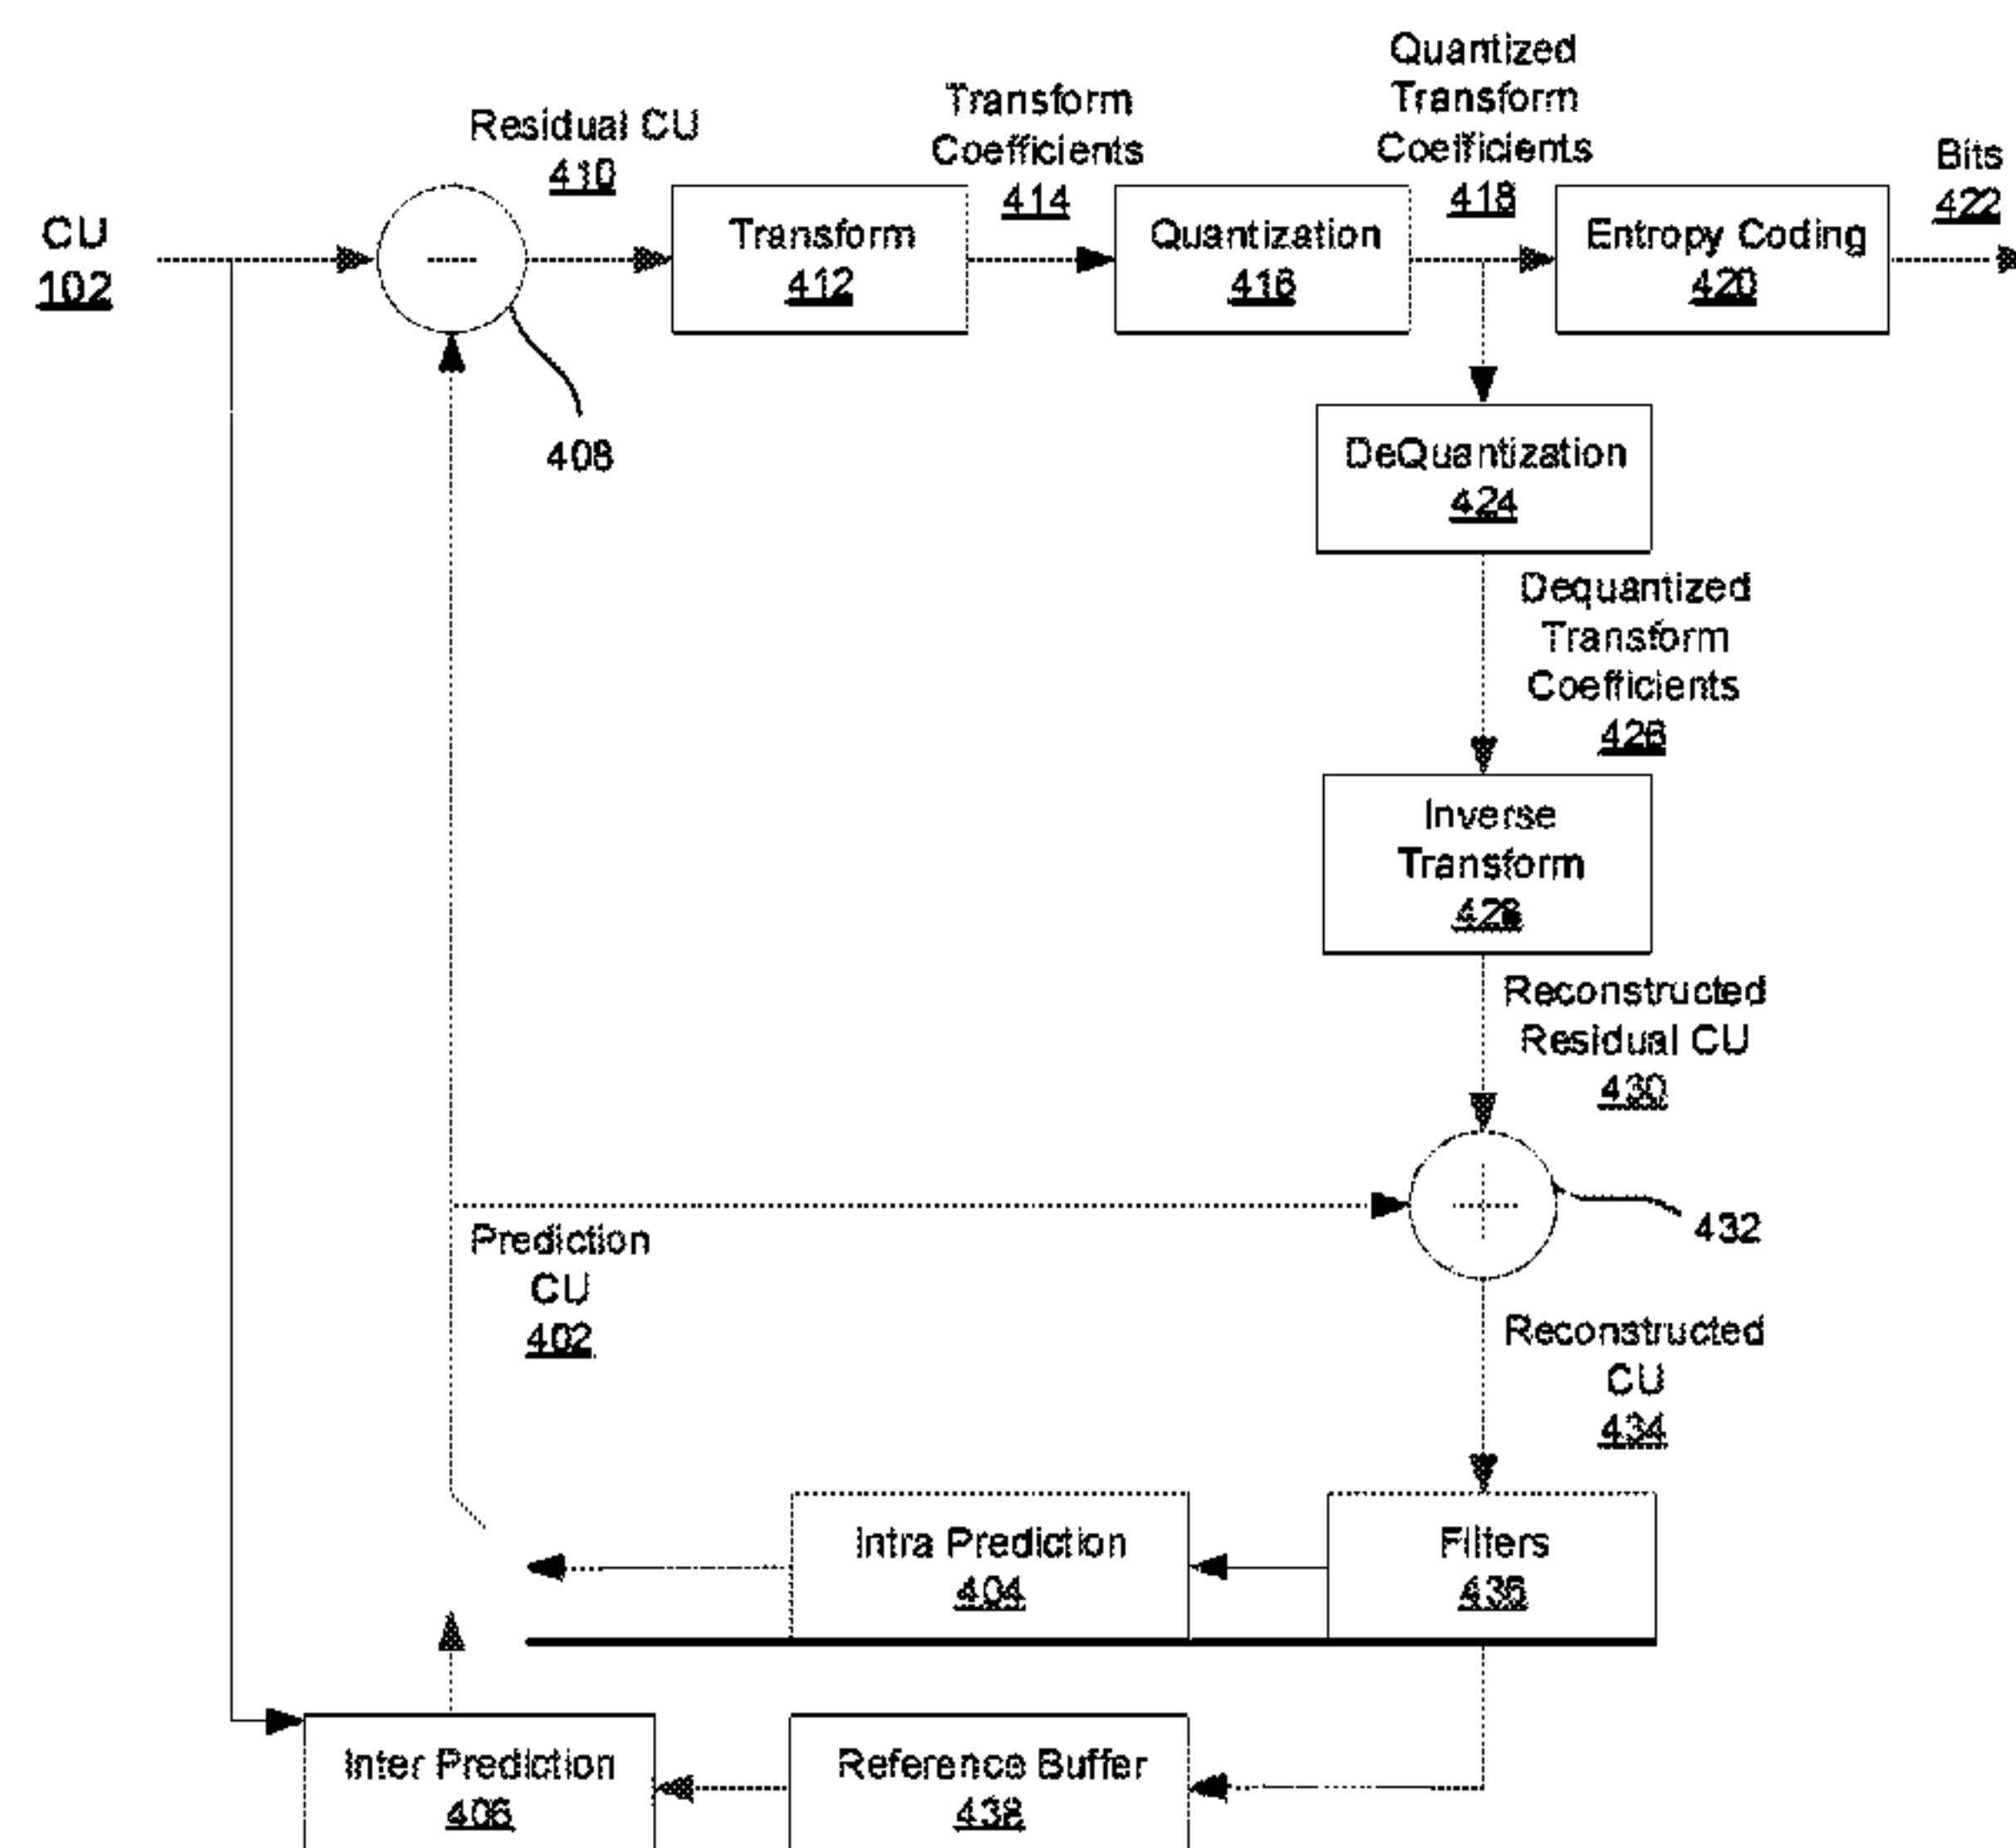 CU
102
Residual CU
410
Transform
Coefficients
414
Quantized
Transform
Coefficients
418
Bits
422
Transform
412
Quantization
416
Entropy Coding
420
408
DeQuantization
424
Dequantized
Transform
Coefficients
426
Inverse
Transform
428
Reconstructed
Residual CU
430
432
Prediction
CU
402
Reconstructed
CU
434
Intra Prediction
404
Filters
436
Inter Prediction
406
Reference Buffer
438